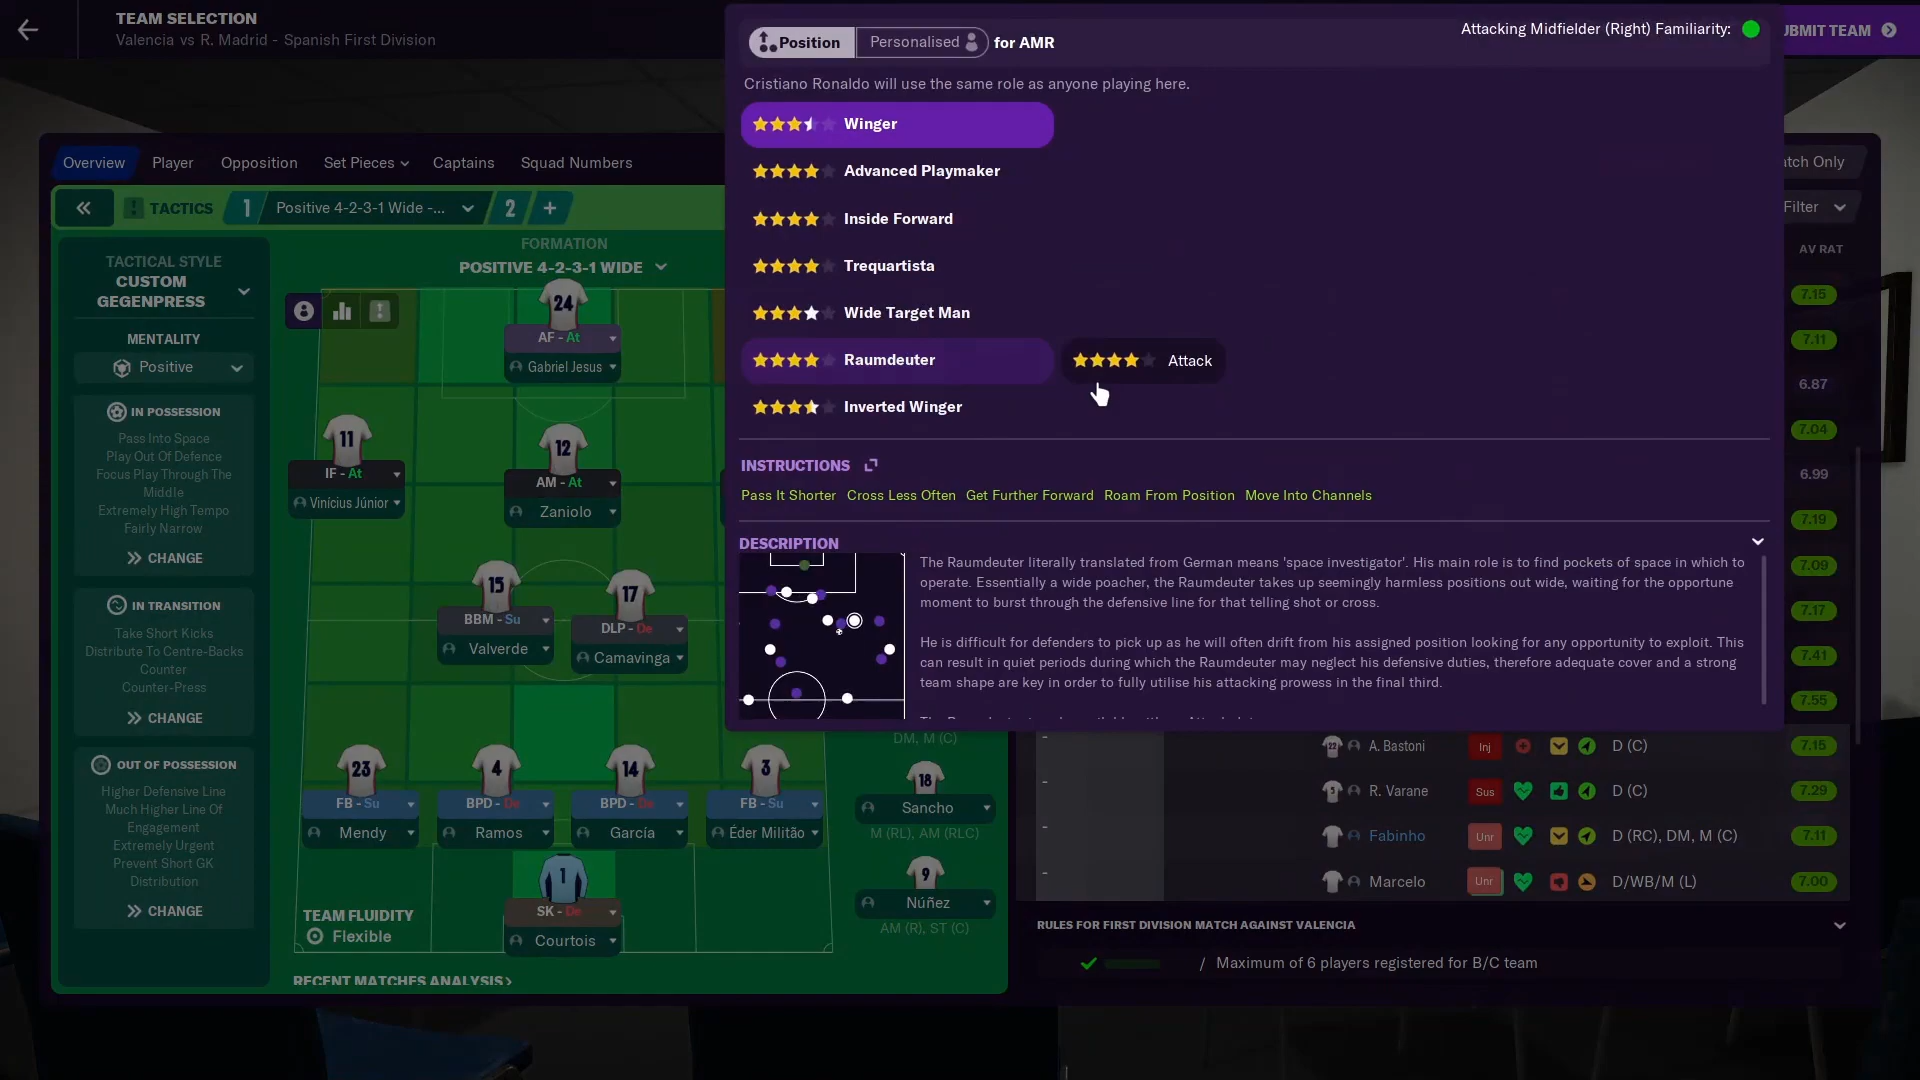 TEAM SELECTION
Valencia vs R. Madrid - Spanish First Division
Position Personalised for AMR
Attacking Midfielder (Right) Familiarity:
UBMIT TEAM
Cristiano Ronaldo will use the same role as anyone playing here.
Winger
Advanced Playmaker
Inside Forward
Trequartista
Wide Target Man
Raumdeuter Attack
Inverted Winger
INSTRUCTIONS
Pass It Shorter Cross Less Often Get Further Forward Roam From Position Move Into Channels
DESCRIPTION
The Raumdeuter literally translated from German means 'space investigator'. His main role is to find pockets of space in which to
operate. Essentially a wide poacher, the Raumdeuter takes up seemingly harmless positions out wide, waiting for the opportune
moment to burst through the defensive line for that telling shot or cross.
He is difficult for defenders to pick up as he will often drift from his assigned position looking for any opportunity to exploit. This
can result in quiet periods during which the Raumdeuter may neglect his defensive duties, therefore adequate cover and a strong
team shape are key in order to fully utilise his attacking prowess in the final third.
Overview Player Opposition Set Pieces Captains Squad Numbers
tch Only
TACTICS 1 Positive 4-2-3-1 Wide -... 2 +
Filter
TACTICAL STYLE
CUSTOM
GEGENPRESS
MENTALITY
Positive
IN POSSESSION
Pass Into Space
Play Out Of Defence
Focus Play Through The
Middle
Extremely High Tempo
Fairly Narrow
CHANGE
IN TRANSITION
Take Short Kicks
Distribute To Centre-Backs
Counter
Counter-Press
CHANGE
OUT OF POSSESSION
Higher Defensive Line
Much Higher Line Of
Engagement
Extremely Urgent
Prevent Short GK
Distribution
CHANGE
FORMATION
POSITIVE 4-2-3-1 WIDE
24
AF - At
Gabriel Jesus
11
IF - At
Vinícius Júnior
12
AM - At
Zaniolo
15
BBM - Su
Valverde
17
DLP - De
Camavinga
23
FB - Su
Mendy
4
BPD - De
Ramos
14
BPD - De
García
3
FB - Su
Éder Militão
1
SK - De
Courtois
TEAM FLUIDITY
Flexible
RECENT MATCHES ANALYSIS>
DM, M (C)
18
Sancho
M (RL), AM (RLC)
9
Núñez
AM (R), ST (C)
AV RAT
7.15
7.11
6.87
7.04
6.99
7.19
7.09
7.17
7.41
7.55
- 22 A. Bastoni Inj D (C) 7.15
- 5 R. Varane Sus D (C) 7.29
- Fabinho Unr D (RC), DM, M (C) 7.11
- Marcelo Unr D/WB/M (L) 7.00
RULES FOR FIRST DIVISION MATCH AGAINST VALENCIA
/ Maximum of 6 players registered for B/C team